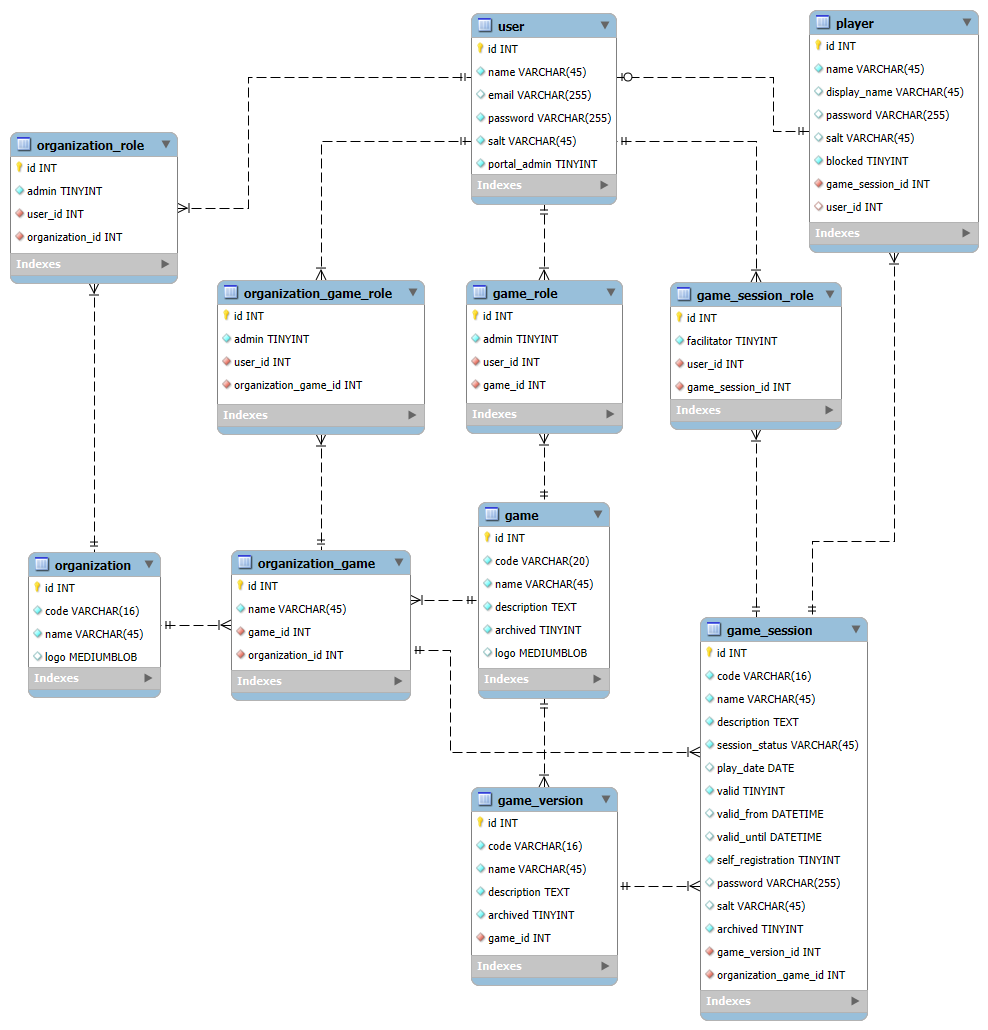 user
id INT
name VARCHAR(45)
email VARCHAR(255)
password VARCHAR(255)
salt VARCHAR(45)
portal_admin TINYINT
Indexes
player
id INT
name VARCHAR(45)
display_name VARCHAR(45)
password VARCHAR(255)
salt VARCHAR(45)
blocked TINYINT
game_session_id INT
user_id INT
Indexes
organization_role
id INT
admin TINYINT
user_id INT
organization_id INT
Indexes
organization_game_role
id INT
admin TINYINT
user_id INT
organization_game_id INT
Indexes
game_role
id INT
admin TINYINT
user_id INT
game_id INT
Indexes
game_session_role
id INT
facilitator TINYINT
user_id INT
game_session_id INT
Indexes
organization
id INT
code VARCHAR(16)
name VARCHAR(45)
logo MEDIUMBLOB
Indexes
organization_game
id INT
name VARCHAR(45)
game_id INT
organization_id INT
Indexes
game
id INT
code VARCHAR(20)
name VARCHAR(45)
description TEXT
archived TINYINT
logo MEDIUMBLOB
Indexes
game_version
id INT
code VARCHAR(16)
name VARCHAR(45)
description TEXT
archived TINYINT
game_id INT
Indexes
game_session
id INT
code VARCHAR(16)
name VARCHAR(45)
description TEXT
session_status VARCHAR(45)
play_date DATE
valid TINYINT
valid_from DATETIME
valid_until DATETIME
self_registration TINYINT
password VARCHAR(255)
salt VARCHAR(45)
archived TINYINT
game_version_id INT
organization_game_id INT
Indexes